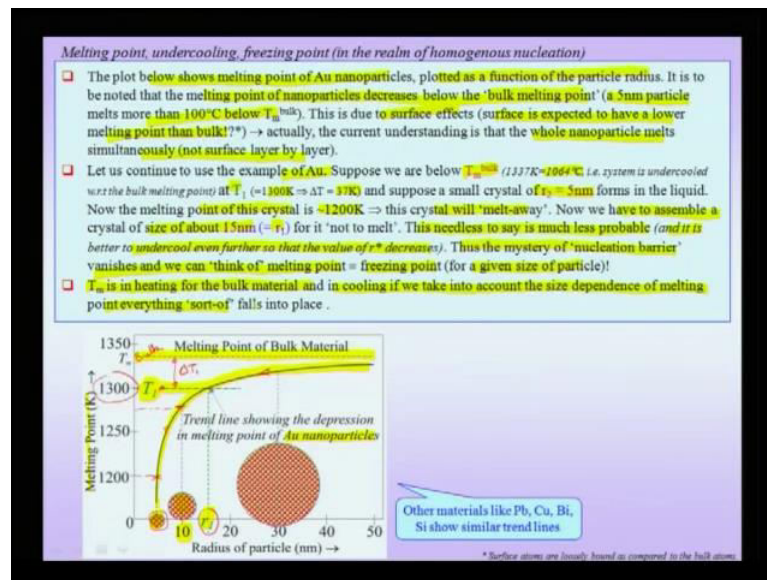 Melting point, undercooling, freezing point (in the realm of homogenous nucleation)
The plot below shows melting point of Au nanoparticles, plotted as a function of the particle radius. It is to
be noted that the melting point of nanoparticles decreases below the 'bulk melting point' (a 5nm particle
melts more than 100°C below Tm bulk). This is due to surface effects (surface is expected to have a lower
melting point than bulk!?*) → actually, the current understanding is that the whole nanoparticle melts
simultaneously (not surface layer by layer).
Let us continue to use the example of Au. Suppose we are below Tm bulk (1337K=1064°C, i.e. system is undercooled
w.r.t the bulk melting point) at T1 (=1300K ⇒ ΔT = 37K) and suppose a small crystal of r2 = 5nm forms in the liquid.
Now the melting point of this crystal is ~1200K ⇒ this crystal will 'melt-away'. Now we have to assemble a
crystal of size of about 15nm (= r1) for it 'not to melt'. This needless to say is much less probable (and it is
better to undercool even further so that the value of r* decreases). Thus the mystery of 'nucleation barrier'
vanishes and we can 'think of' melting point = freezing point (for a given size of particle)!
Tm is in heating for the bulk material and in cooling if we take into account the size dependence of melting
point everything 'sort-of' falls into place .
1350
Tm
Melting Point of Bulk Material
ΔT1
1300
T1
Trend line showing the depression
in melting point of Au nanoparticles
1250
1200
Melting Point (K) →
0
10
r1
20
30
40
50
Radius of particle (nm) →
Other materials like Pb, Cu, Bi,
Si show similar trend lines
* Surface atoms are loosely bound as compared to the bulk atoms